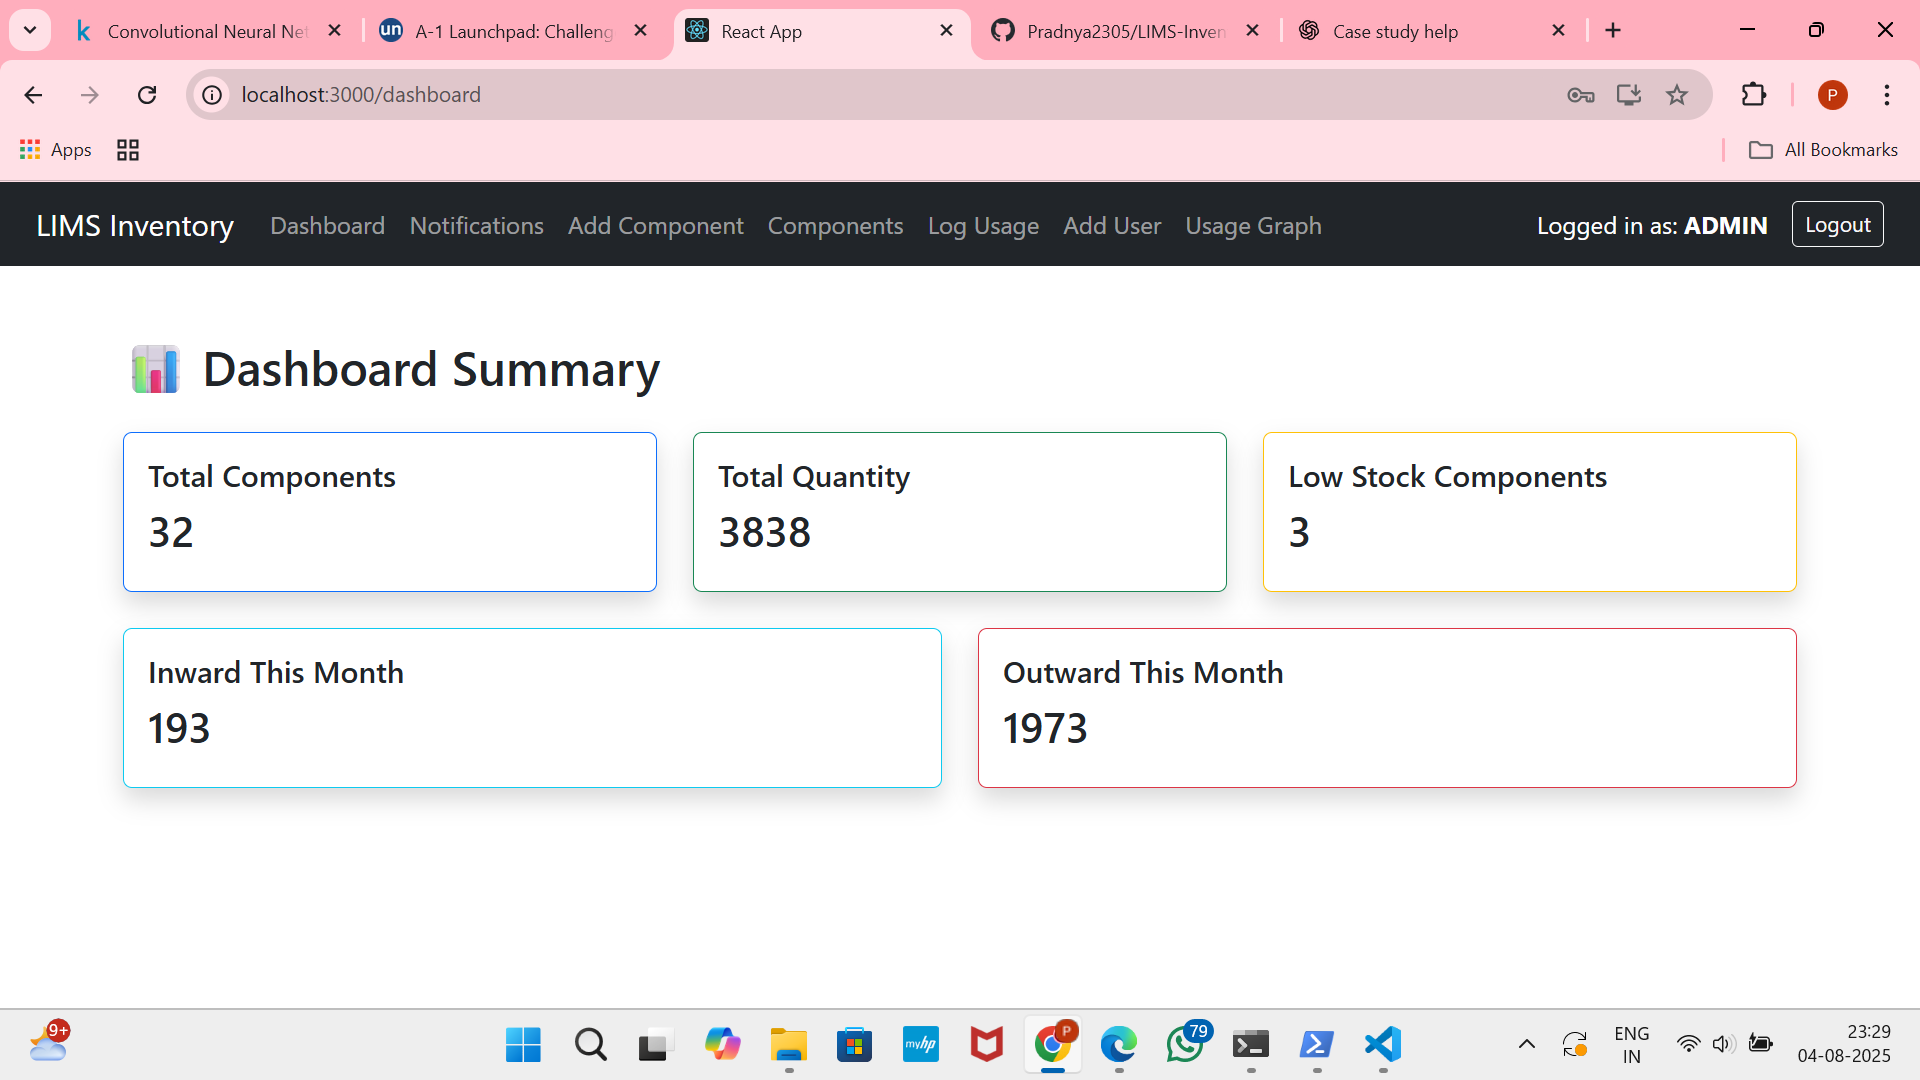 Convolutional Neural Net
A-1 Launchpad: Challeng
React App
Pradnya2305/LIMS-Inven
Case study help
localhost:3000/dashboard
P
Apps
All Bookmarks
LIMS Inventory
Dashboard
Notifications
Add Component
Components
Log Usage
Add User
Usage Graph
Logged in as: ADMIN
Logout
Dashboard Summary
Total Components
32
Total Quantity
3838
Low Stock Components
3
Inward This Month
193
Outward This Month
1973
9+
myhp
P
79
ENG
IN
23:29
04-08-2025